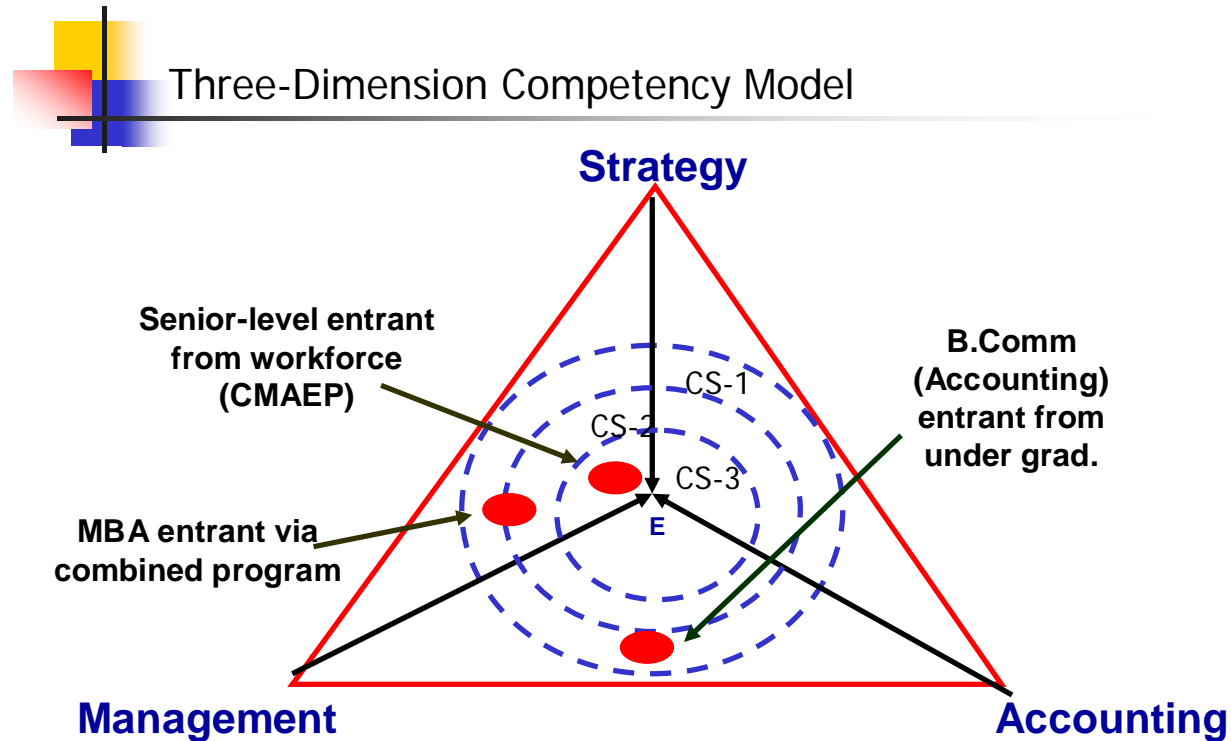 Three-Dimension Competency Model
Strategy
Senior-level entrant
from workforce
(CMAEP)
B.Comm
(Accounting)
entrant from
under grad.
CS-1
CS-2
CS-3
E
MBA entrant via
combined program
Management
Accounting